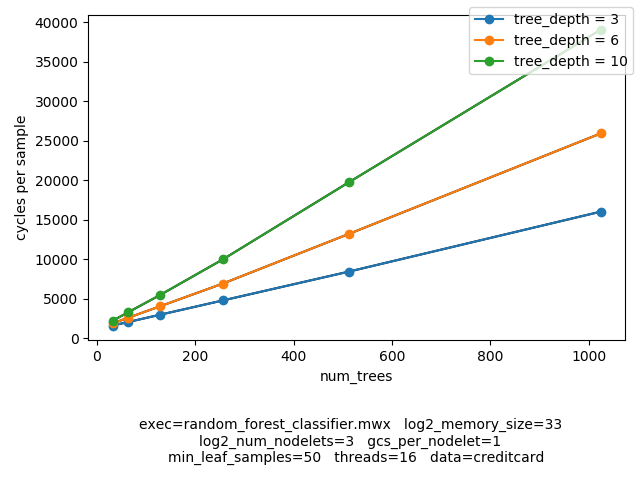 tree_depth = 3
tree_depth = 6
tree_depth = 10
40000
35000
30000
25000
20000
15000
10000
5000
0
cycles per sample
0 200 400 600 800 1000
num_trees
exec=random_forest_classifier.mwx log2_memory_size=33
log2_num_nodelets=3 gcs_per_nodelet=1
min_leaf_samples=50 threads=16 data=creditcard